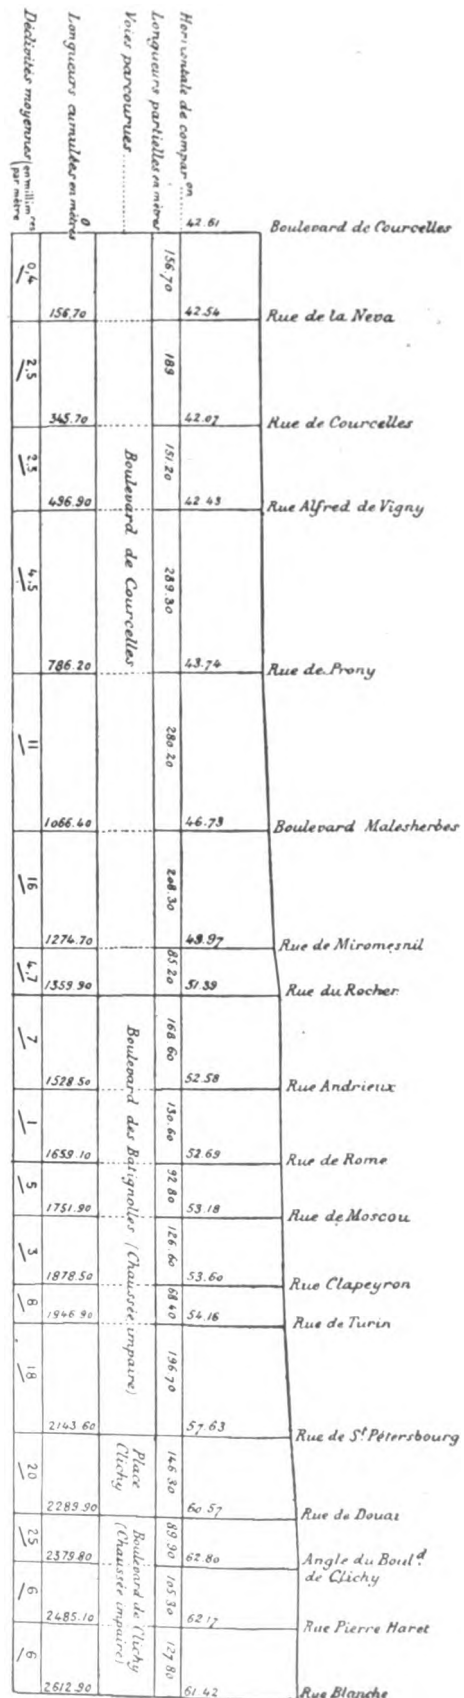 Horizontale de comparon
Longueurs partielles en mètres
Voies parcourues
Longueurs cumulées en mètres
Déclivités moyennes (en millim.res par mètre)
0 42.61 Boulevard de Courcelles
0,4 156.70
156.70 42.54 Rue de la Neva
2.5 189
345.70 42.07 Rue de Courcelles
2.5 151.20
496.90 42.43 Rue Alfred de Vigny
4.5 289.30
Boulevard de Courcelles
786.20 43.74 Rue de Prony
11 280.20
1066.40 46.73 Boulevard Malesherbes
16 208.30
1274.70 49.97 Rue de Miromesnil
4,7 85.20
1359.90 51.39 Rue du Rocher
7 168.60
1528.50 52.58 Rue Andrieux
1 130.60
1659.10 52.69 Rue de Rome
5 92.80
1751.90 53.18 Rue de Moscou
3 126.60
Boulevard des Batignolles (Chaussée impaire)
1878.50 53.60 Rue Clapeyron
8 68.40
1946.90 54.16 Rue de Turin
18 196.70
2143.60 57.63 Rue de St. Pétersbourg
20 Place Clichy 146.30
2289.90 60.57 Rue de Douai
25 89.90
2379.80 62.80 Angle du Boul.d
de Clichy
6 Boulevard de Clichy 105.30
(Chaussée impaire)
2485.10 62.17 Rue Pierre Haret
6 127.80
2612.90 61.42 Rue Blanche